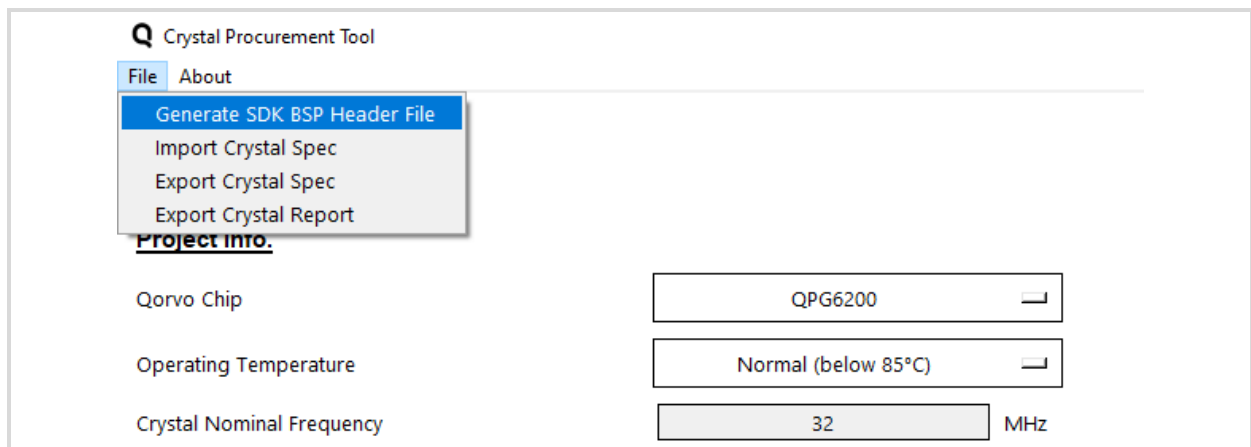 Crystal Procurement Tool
File About
Generate SDK BSP Header File
Import Crystal Spec
Export Crystal Spec
Export Crystal Report
Project Info.
Qorvo Chip QPG6200
Operating Temperature Normal (below 85°C)
Crystal Nominal Frequency 32 MHz